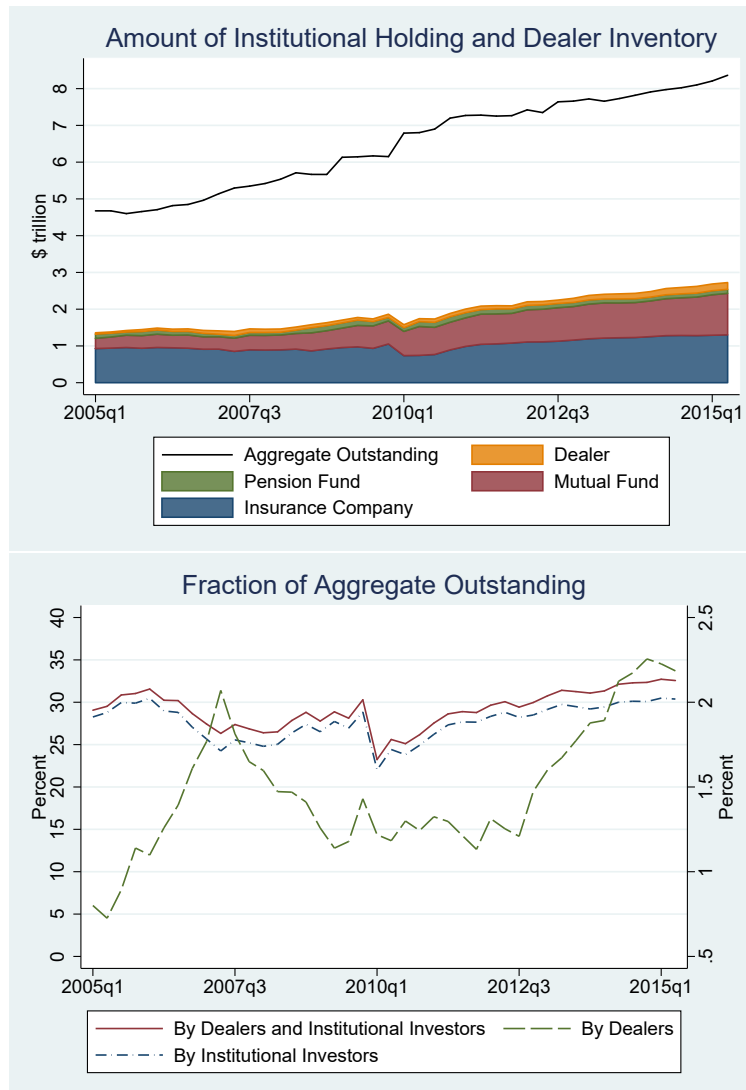 Amount of Institutional Holding and Dealer Inventory
$ trillion
8
7
6
5
4
3
2
1
0
2005q1 2007q3 2010q1 2012q3 2015q1
Aggregate Outstanding Dealer
Pension Fund Mutual Fund
Insurance Company
Fraction of Aggregate Outstanding
Percent
40
35
30
25
20
15
10
5
0
2.5
2
1.5
1
.5
Percent
2005q1 2007q3 2010q1 2012q3 2015q1
By Dealers and Institutional Investors By Dealers
By Institutional Investors